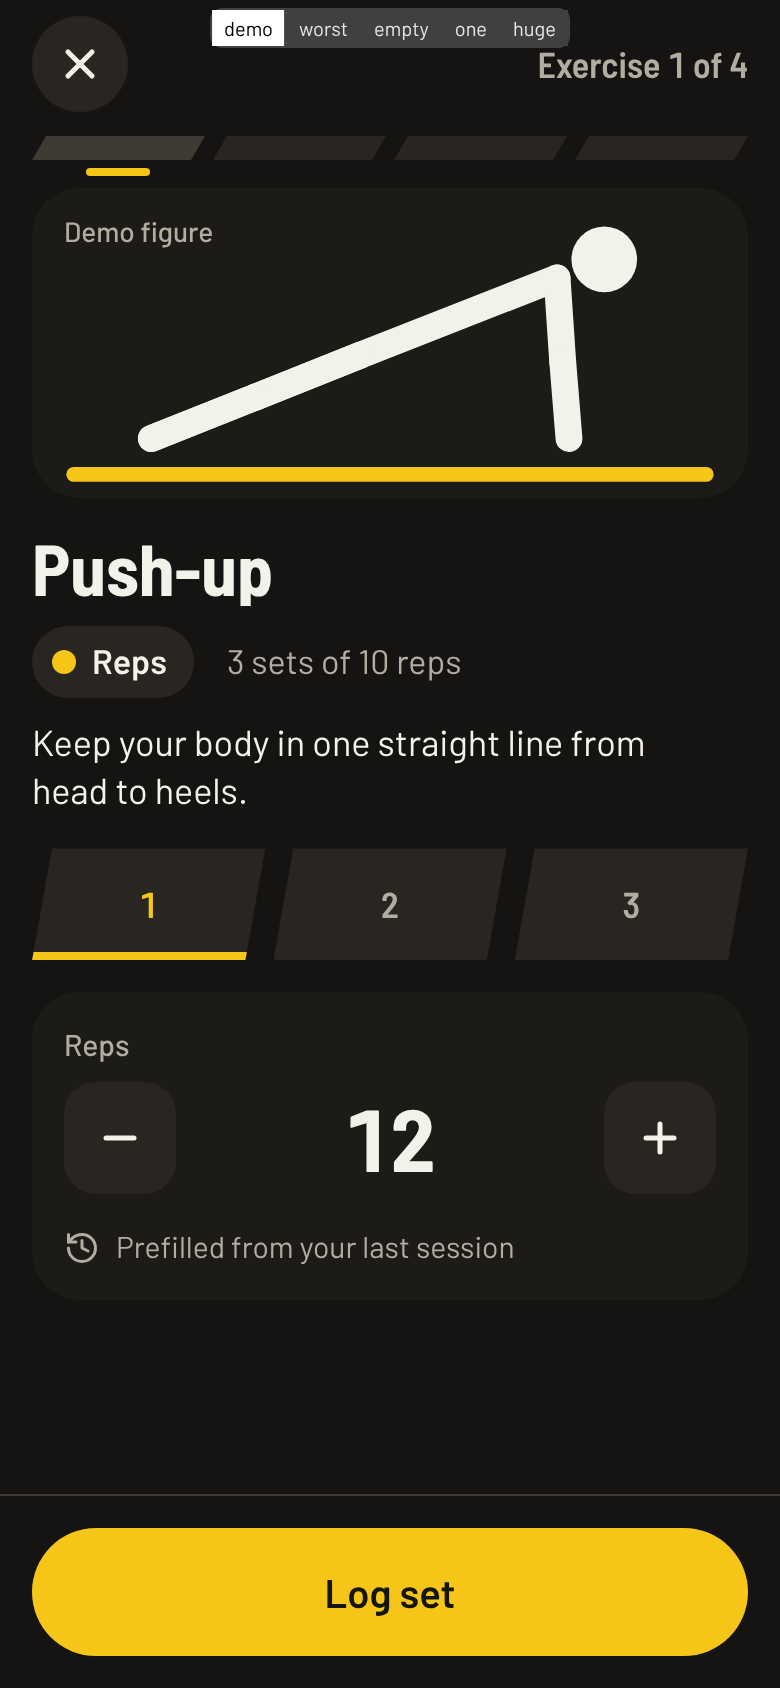 demo worst empty one huge
Exercise 1 of 4
Demo figure
Push-up
Reps 3 sets of 10 reps
Keep your body in one straight line from
head to heels.
1 2 3
Reps
12
Prefilled from your last session
Log set